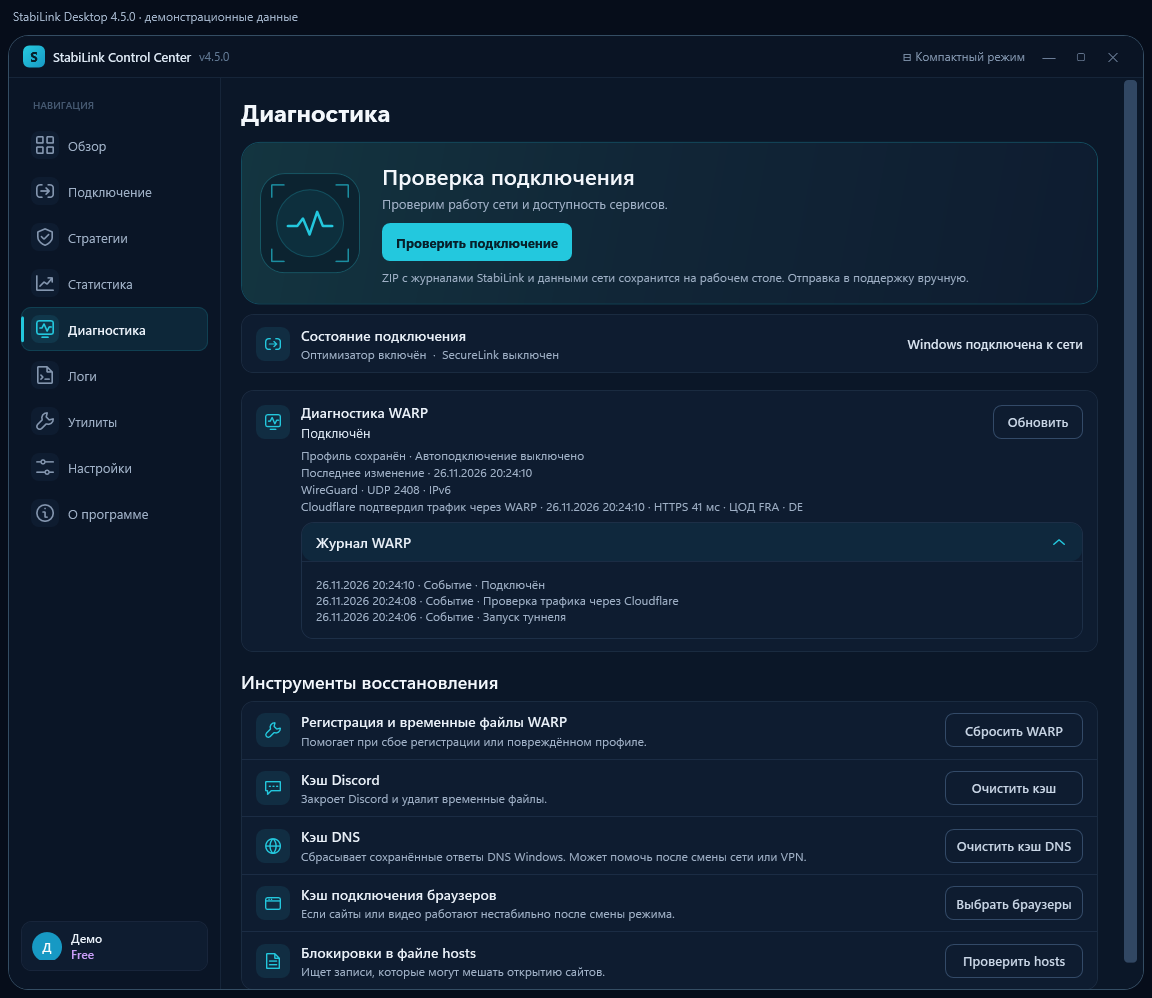 StabiLink Desktop 4.5.0 · демонстрационные данные
S StabiLink Control Center v4.5.0
Компактный режим
НАВИГАЦИЯ
Обзор
Подключение
Стратегии
Статистика
Диагностика
Логи
Утилиты
Настройки
О программе
Д
Демо
Free
Диагностика
Проверка подключения
Проверим работу сети и доступность сервисов.
Проверить подключение
ZIP с журналами StabiLink и данными сети сохранится на рабочем столе. Отправка в поддержку вручную.
Состояние подключения
Оптимизатор включён · SecureLink выключен
Windows подключена к сети
Диагностика WARP
Подключён
Обновить
Профиль сохранён · Автоподключение выключено
Последнее изменение · 26.11.2026 20:24:10
WireGuard · UDP 2408 · IPv6
Cloudflare подтвердил трафик через WARP · 26.11.2026 20:24:10 · HTTPS 41 мс · ЦОД FRA · DE
Журнал WARP
26.11.2026 20:24:10 · Событие · Подключён
26.11.2026 20:24:08 · Событие · Проверка трафика через Cloudflare
26.11.2026 20:24:06 · Событие · Запуск туннеля
Инструменты восстановления
Регистрация и временные файлы WARP
Помогает при сбое регистрации или повреждённом профиле.
Сбросить WARP
Кэш Discord
Закроет Discord и удалит временные файлы.
Очистить кэш
Кэш DNS
Сбрасывает сохранённые ответы DNS Windows. Может помочь после смены сети или VPN.
Очистить кэш DNS
Кэш подключения браузеров
Если сайты или видео работают нестабильно после смены режима.
Выбрать браузеры
Блокировки в файле hosts
Ищет записи, которые могут мешать открытию сайтов.
Проверить hosts